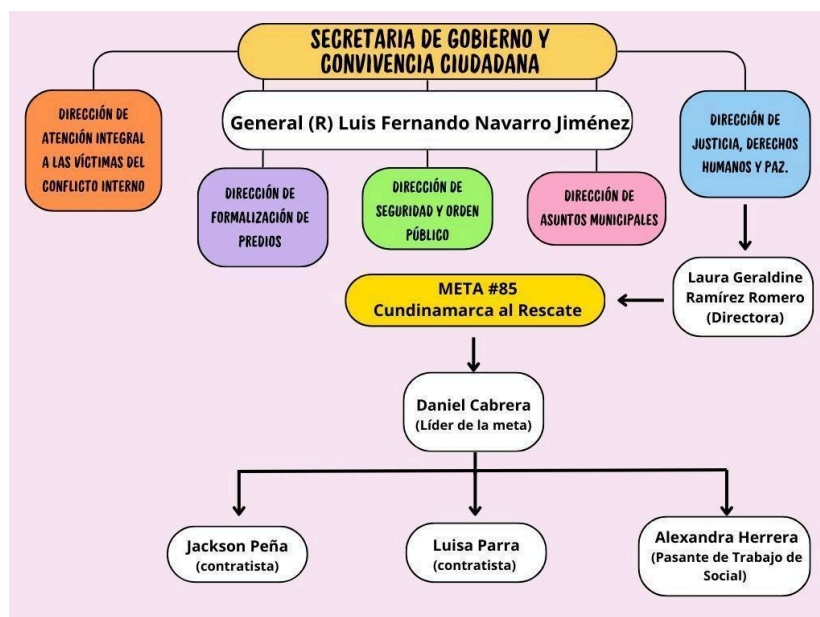 SECRETARIA DE GOBIERNO Y
CONVIVENCIA CIUDADANA
General (R) Luis Fernando Navarro Jiménez
DIRECCIÓN DE
ATENCIÓN INTEGRAL
A LAS VÍCTIMAS DEL
CONFLICTO INTERNO
DIRECCIÓN DE
FORMALIZACIÓN DE
PREDIOS
DIRECCIÓN DE
SEGURIDAD Y ORDEN
PÚBLICO
DIRECCIÓN DE
ASUNTOS MUNICIPALES
DIRECCIÓN DE
JUSTICIA, DERECHOS
HUMANOS Y PAZ.
Laura Geraldine
Ramírez Romero
(Directora)
META #85
Cundinamarca al Rescate
Daniel Cabrera
(Líder de la meta)
Jackson Peña
(contratista)
Luisa Parra
(contratista)
Alexandra Herrera
(Pasante de Trabajo de
Social)